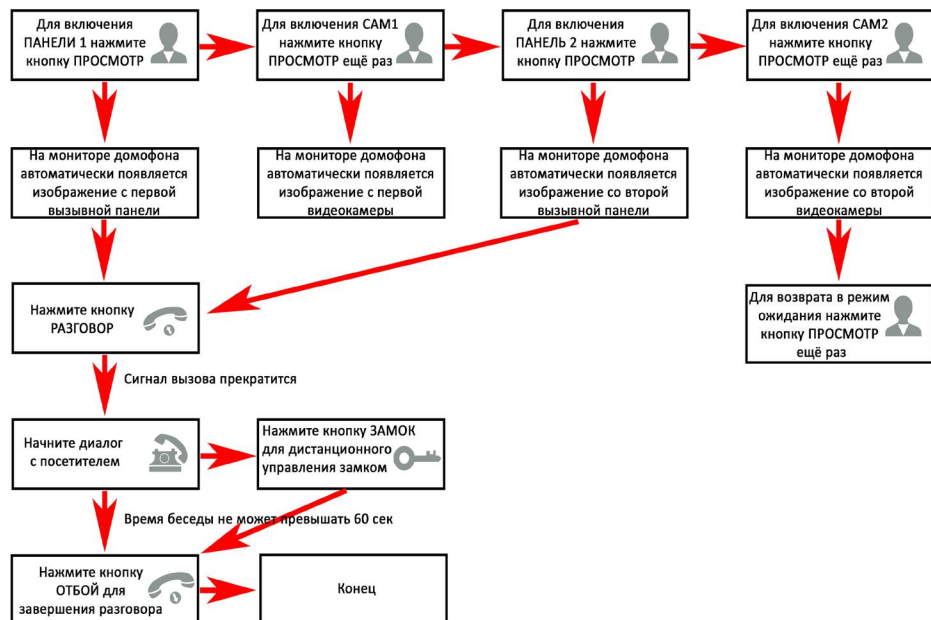 Для включения
ПАНЕЛИ 1 нажмите
кнопку ПРОСМОТР
Для включения САМ1
нажмите кнопку
ПРОСМОТР ещё раз
Для включения
ПАНЕЛЬ 2 нажмите
кнопку ПРОСМОТР
Для включения САМ2
нажмите кнопку
ПРОСМОТР ещё раз
На мониторе домофона
автоматически появляется
изображение с первой
вызывной панели
На мониторе домофона
автоматически появляется
изображение с первой
видеокамеры
На мониторе домофона
автоматически появляется
изображение со второй
вызывной панели
На мониторе домофона
автоматически появляется
изображение со второй
видеокамеры
Нажмите кнопку
РАЗГОВОР
Для возврата в режим
ожидания нажмите
кнопку ПРОСМОТР
ещё раз
Сигнал вызова прекратится
Начните диалог
с посетителем
Нажмите кнопку ЗАМОК
для дистанционного
управления замком
Время беседы не может превышать 60 сек
Нажмите кнопку
ОТБОЙ для
завершения разговора
Конец